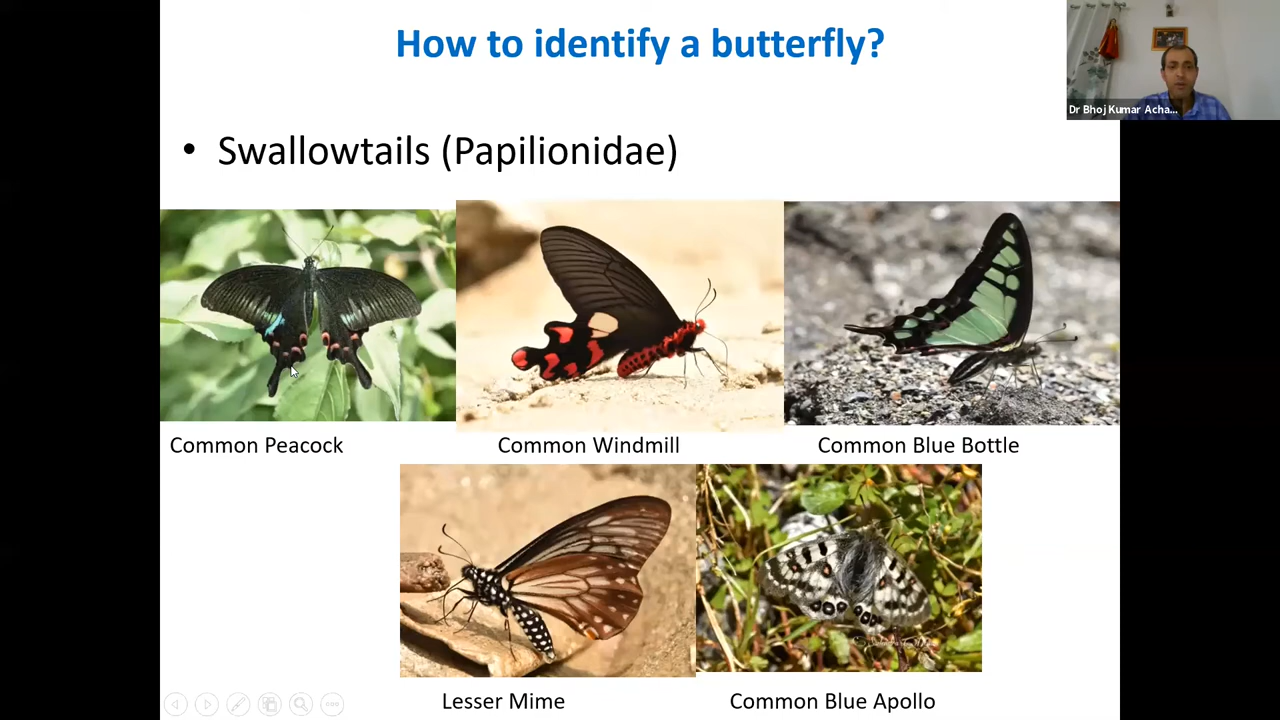 How to identify a butterfly?
Dr Bhoj Kumar Acha...
• Swallowtails (Papilionidae)
Common Peacock
Common Windmill
Common Blue Bottle
Lesser Mime
Common Blue Apollo